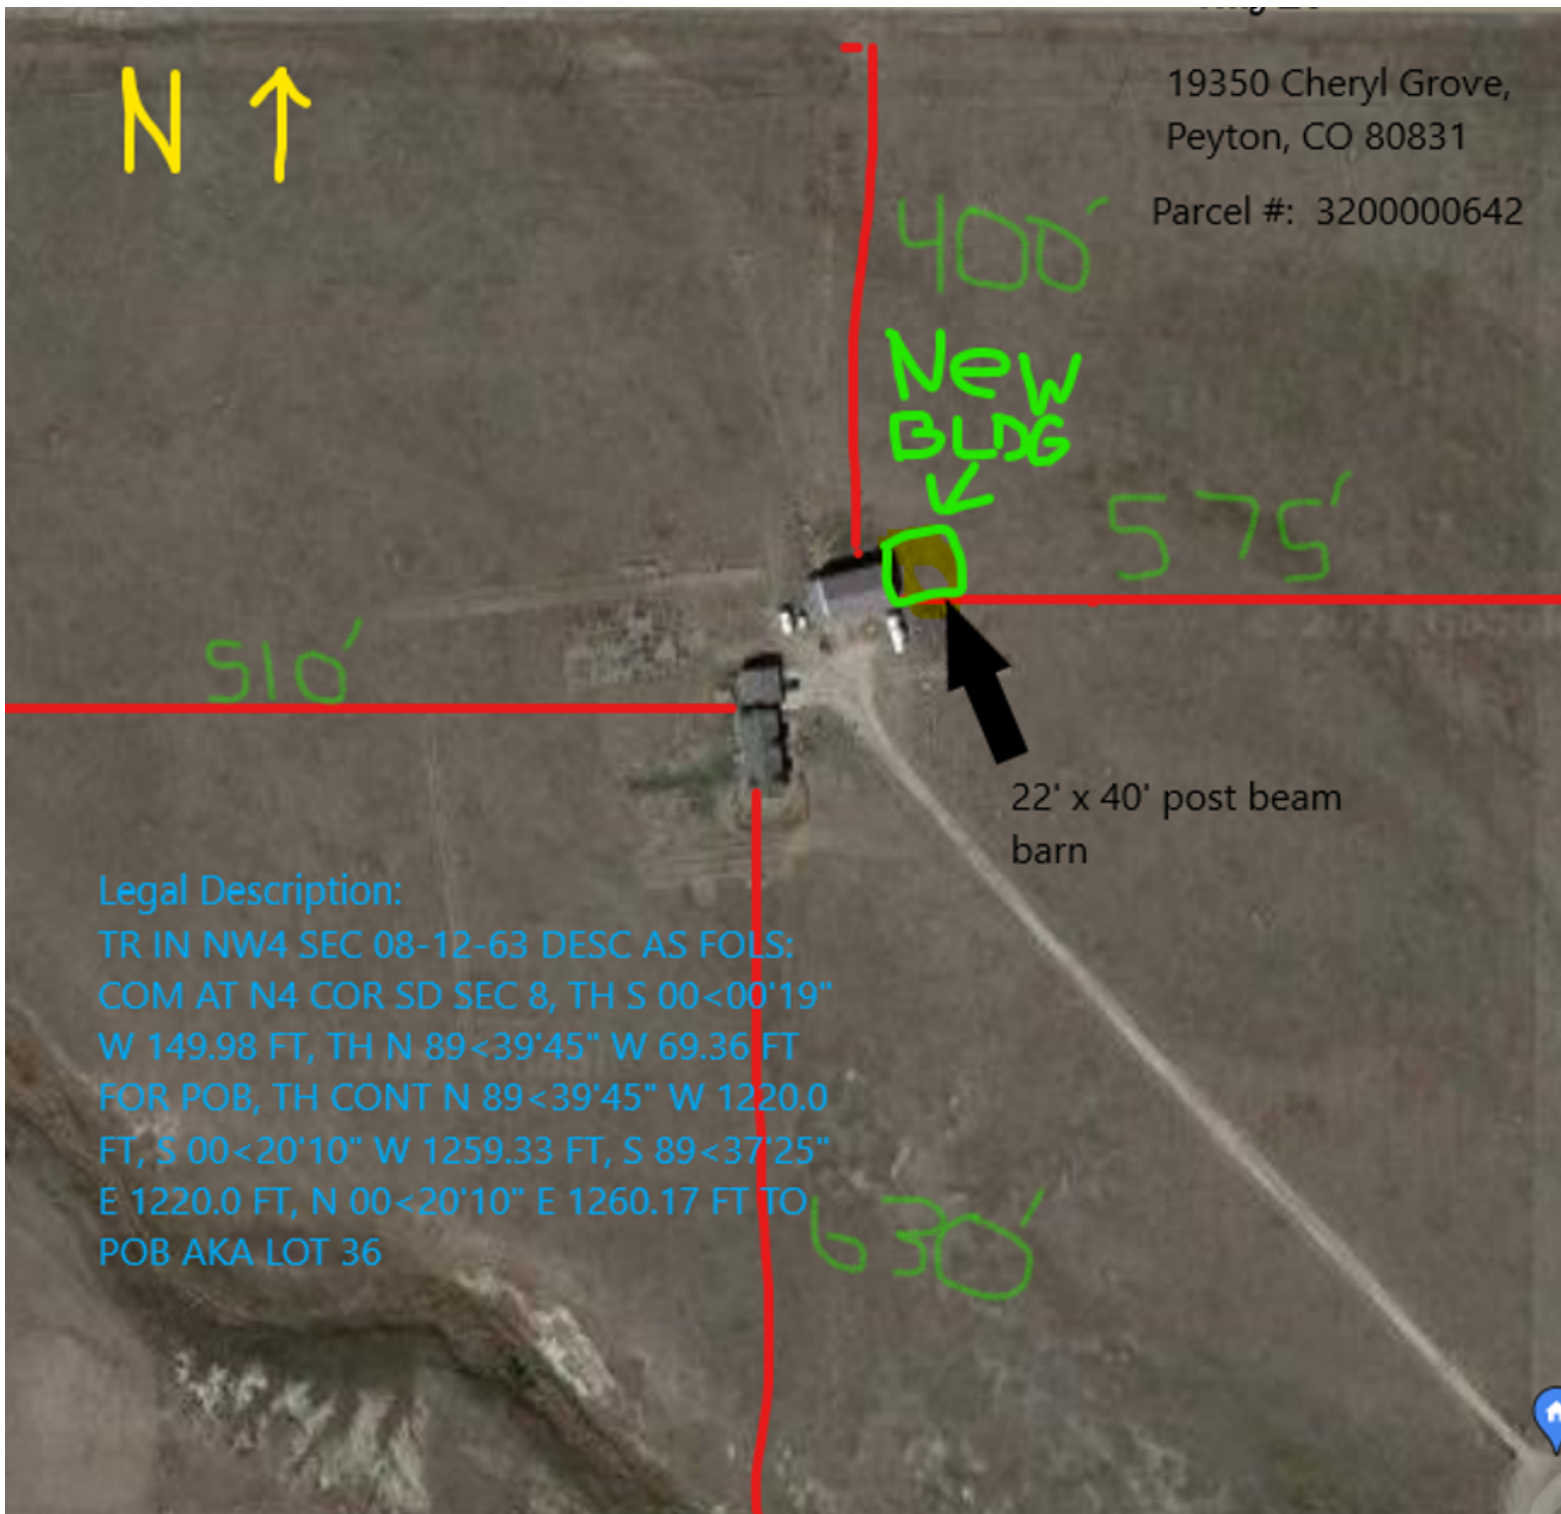 N
19350 Cheryl Grove,
Peyton, CO 80831
Parcel #: 3200000642
400'
New
BLDG
575'
510'
22' x 40' post beam
barn
Legal Description:
TR IN NW4 SEC 08-12-63 DESC AS FOLS:
COM AT N4 COR SD SEC 8, TH S 00<00'19"
W 149.98 FT, TH N 89<39'45" W 69.36 FT
FOR POB, TH CONT N 89<39'45" W 1220.0
FT, S 00<20'10" W 1259.33 FT, S 89<37'25"
E 1220.0 FT, N 00<20'10" E 1260.17 FT TO
POB AKA LOT 36
630'